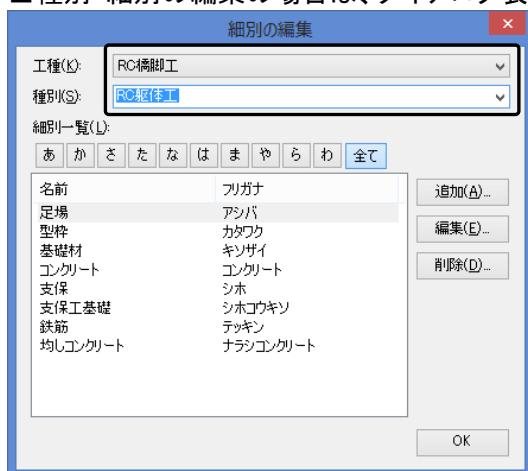 細別の編集
工種(K): RC橋脚工
種別(S): RC躯体工
細別一覧(L):
あ か さ た な は ま や ら わ 全て
名前 フリガナ
足場 アシバ
型枠 カタワク
基礎材 キソザイ
コンクリート コンクリート
支保 シホ
支保工基礎 シホコウキソ
鉄筋 テッキン
均しコンクリート ナラシコンクリート
追加(A)...
編集(E)...
削除(D)...
OK